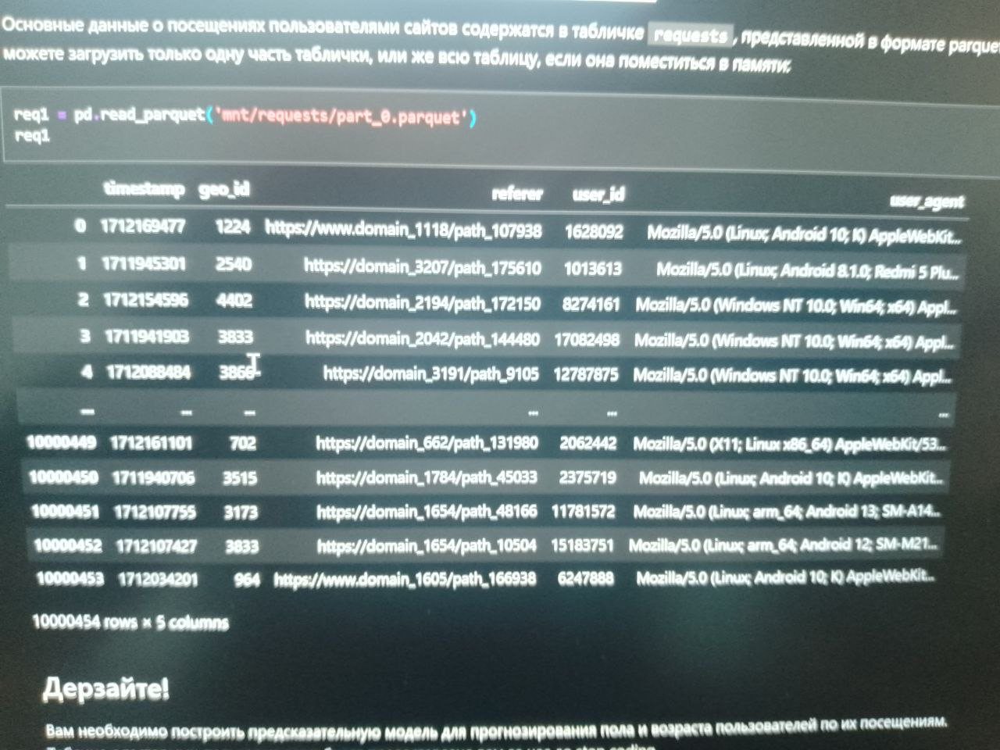 Основные данные о посещениях пользователями сайтов содержатся в табличке requests, представленной в формате parquet
можете загрузить только одну часть таблички, или же всю таблицу, если она поместиться в памяти:
req1 = pd.read_parquet('mnt/requests/part_0.parquet')
req1
timestamp geo_id referer user_id user_agent
0 1712169477 1224 https://www.domain_1118/path_107938 1628092 Mozilla/5.0 (Linux; Android 10; K) AppleWebKit...
1 1711945301 2540 https://domain_3207/path_175610 1013613 Mozilla/5.0 (Linux; Android 8.1.0; Redmi 5 Plu...
2 1712154596 4402 https://domain_2194/path_172150 8274161 Mozilla/5.0 (Windows NT 10.0; Win64; x64) Appl...
3 1711941903 3833 https://domain_2042/path_144480 17082498 Mozilla/5.0 (Windows NT 10.0; Win64; x64) Appl...
4 1712088484 3866 https://domain_3191/path_9105 12787875 Mozilla/5.0 (Windows NT 10.0; Win64; x64) Appl...
... ... ... ... ... ...
10000449 1712161101 702 https://domain_662/path_131980 2062442 Mozilla/5.0 (X11; Linux x86_64) AppleWebKit/53...
10000450 1711940706 3515 https://domain_1784/path_45033 2375719 Mozilla/5.0 (Linux; Android 10; K) AppleWebKit...
10000451 1712107755 3173 https://domain_1654/path_48166 11781572 Mozilla/5.0 (Linux; arm_64; Android 13; SM-A14...
10000452 1712107427 3833 https://domain_1654/path_10504 15183751 Mozilla/5.0 (Linux; arm_64; Android 12; SM-M21...
10000453 1712034201 964 https://www.domain_1605/path_166938 6247888 Mozilla/5.0 (Linux; Android 10; K) AppleWebKit...
10000454 rows × 5 columns
Дерзайте!
Вам необходимо построить предсказательную модель для прогнозирования пола и возраста пользователей по их посещениям.